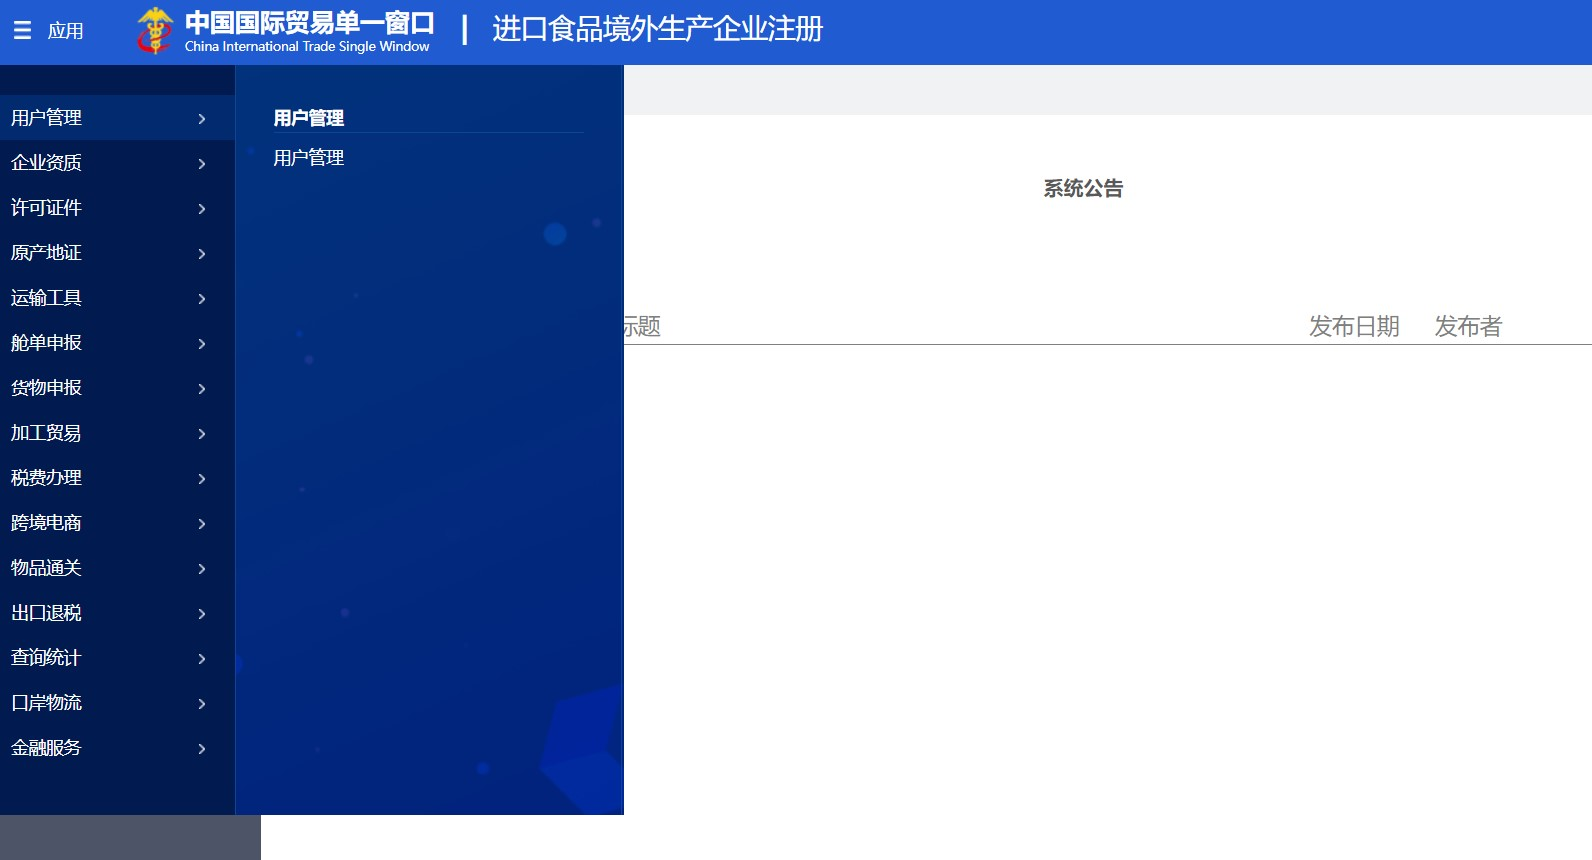 应用
中国国际贸易单一窗口 | 进口食品境外生产企业注册
China International Trade Single Window
用户管理
企业资质
许可证件
原产地证
运输工具
舱单申报
货物申报
加工贸易
税费办理
跨境电商
物品通关
出口退税
查询统计
口岸物流
金融服务
用户管理
用户管理
系统公告
标题 发布日期 发布者